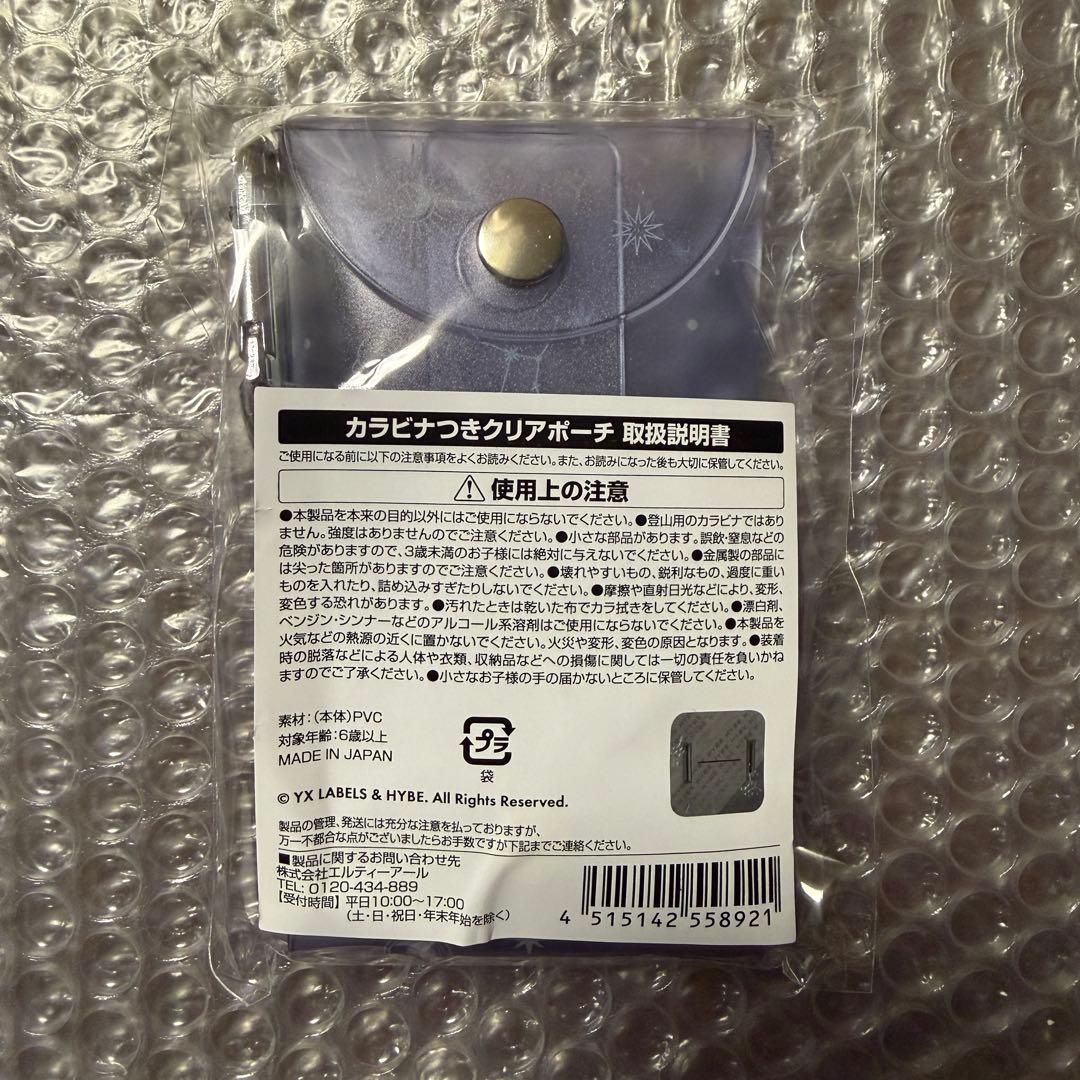 カラビナつきクリアポーチ 取扱説明書
ご使用になる前に以下の注意事項をよくお読みください。また、お読みになった後も大切に保管してください。
使用上の注意
●本製品を本来の目的以外にはご使用にならないでください。●登山用のカラビナではあり
ません。強度はありませんのでご注意ください。●小さな部品があります。誤飲・窒息などの
危険がありますので、3歳未満のお子様には絶対に与えないでください。●金属製の部品に
は尖った箇所がありますのでご注意ください。●壊れやすいもの、鋭利なもの、過度に重い
ものを入れたり、詰め込みすぎたりしないでください。●摩擦や直射日光などにより、変形、
変色する恐れがあります。●汚れたときは乾いた布でカラ拭きをしてください。●漂白剤、
ベンジン・シンナーなどのアルコール系溶剤はご使用にならないでください。●本製品を
火気などの熱源の近くに置かないでください。火災や変形、変色の原因となります。●装着
時の脱落などによる人体や衣類、収納品などへの損傷に関しては一切の責任を負いかね
ますのでご了承ください。●小さなお子様の手の届かないところに保管してください。
素材:(本体)PVC
対象年齢:6歳以上
MADE IN JAPAN
プラ
袋
© YX LABELS & HYBE. All Rights Reserved.
製品の管理、発送には充分な注意を払っておりますが、
万一不都合な点がございましたらお手数ですが下記までご連絡ください。
■製品に関するお問い合わせ先
株式会社エルティーアール
TEL: 0120-434-889
【受付時間】 平日10:00〜17:00
(土・日・祝日・年末年始を除く)
4 515142 558921